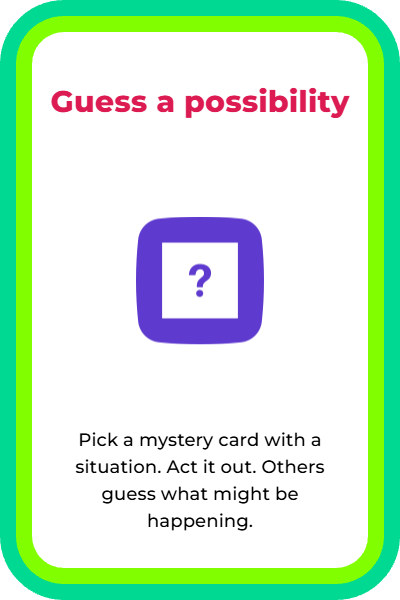 Guess a possibility
?
Pick a mystery card with a
situation. Act it out. Others
guess what might be
happening.